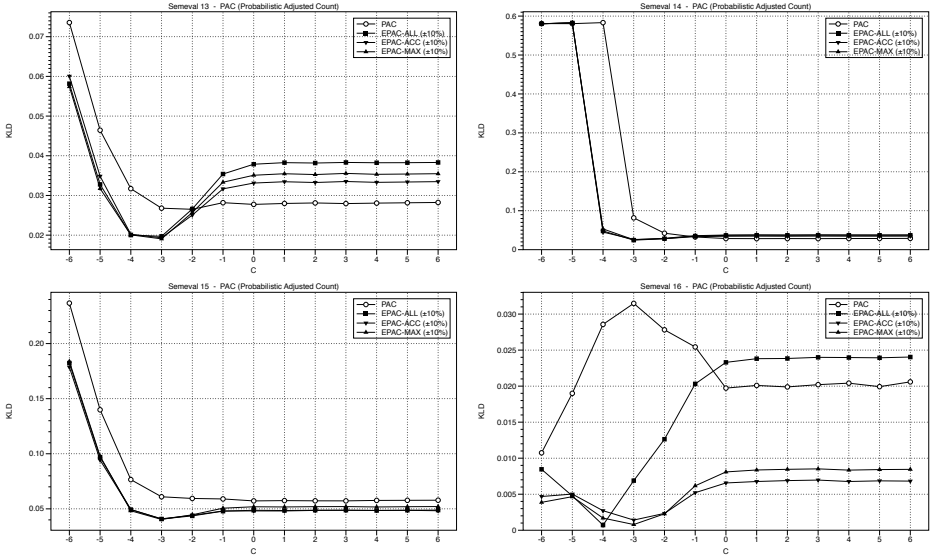 Semeval 13 - PAC (Probabilistic Adjusted Count)
PAC
EPAC-ALL (±10%)
EPAC-ACC (±10%)
EPAC-MAX (±10%)
0.07
0.06
0.05
0.04
0.03
0.02
KLD
-6 -5 -4 -3 -2 -1 0 1 2 3 4 5 6
C
Semeval 14 - PAC (Probabilistic Adjusted Count)
PAC
EPAC-ALL (±10%)
EPAC-ACC (±10%)
EPAC-MAX (±10%)
0.6
0.5
0.4
0.3
0.2
0.1
0
KLD
-6 -5 -4 -3 -2 -1 0 1 2 3 4 5 6
C
Semeval 15 - PAC (Probabilistic Adjusted Count)
PAC
EPAC-ALL (±10%)
EPAC-ACC (±10%)
EPAC-MAX (±10%)
0.20
0.15
0.10
0.05
KLD
-6 -5 -4 -3 -2 -1 0 1 2 3 4 5 6
C
Semeval 16 - PAC (Probabilistic Adjusted Count)
PAC
EPAC-ALL (±10%)
EPAC-ACC (±10%)
EPAC-MAX (±10%)
0.030
0.025
0.020
0.015
0.010
0.005
0
KLD
-6 -5 -4 -3 -2 -1 0 1 2 3 4 5 6
C